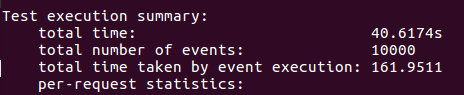 Test execution summary:
total time: 40.6174s
total number of events: 10000
total time taken by event execution: 161.9511
per-request statistics: